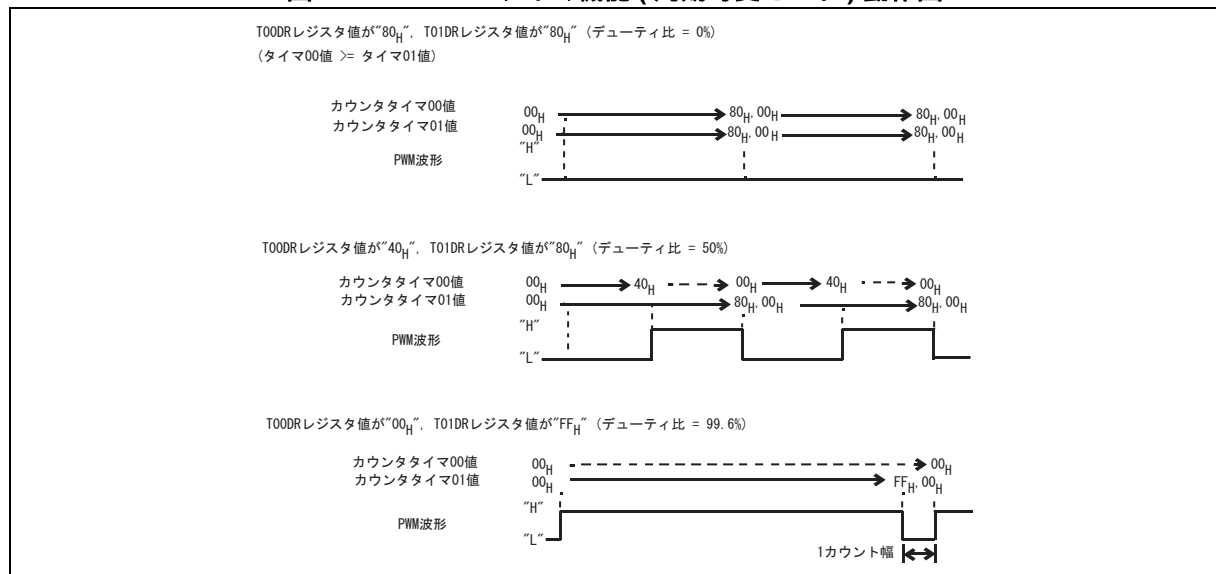 T00DRレジスタ値が"80H", T01DRレジスタ値が"80H" (デューティ比 = 0%)
(タイマ00値 >= タイマ01値)
カウンタタイマ00値 00H 80H, 00H 80H, 00H
カウンタタイマ01値 00H 80H, 00H 80H, 00H
"H"
PWM波形
"L"
T00DRレジスタ値が"40H", T01DRレジスタ値が"80H" (デューティ比 = 50%)
カウンタタイマ00値 00H 40H 00H 40H 00H
カウンタタイマ01値 00H 80H, 00H 80H, 00H
"H"
PWM波形
"L"
T00DRレジスタ値が"00H", T01DRレジスタ値が"FFH" (デューティ比 = 99.6%)
カウンタタイマ00値 00H 00H
カウンタタイマ01値 00H FFH, 00H
"H"
PWM波形
"L"
1カウント幅